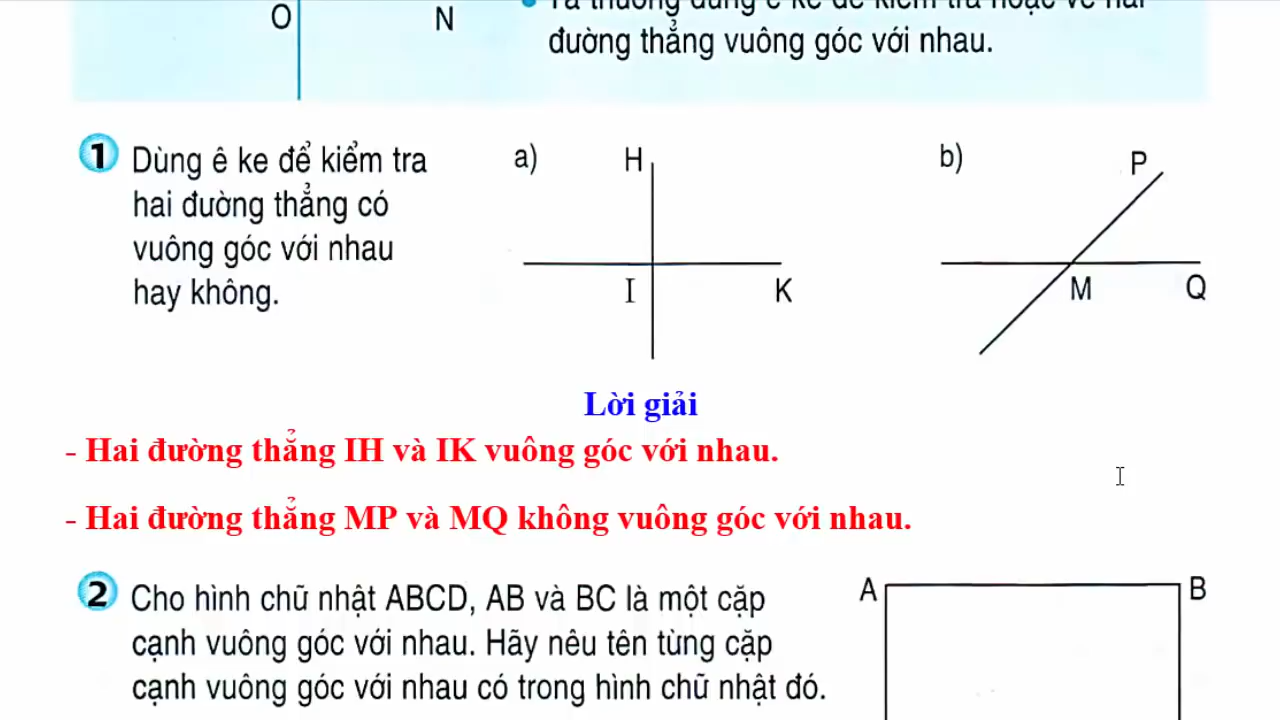 O
N
đường thẳng vuông góc với nhau.
1 Dùng ê ke để kiểm tra
hai đường thẳng có
vuông góc với nhau
hay không.
a)
H
I
K
b)
P
M
Q
Lời giải
- Hai đường thẳng IH và IK vuông góc với nhau.
- Hai đường thẳng MP và MQ không vuông góc với nhau.
2 Cho hình chữ nhật ABCD, AB và BC là một cặp
cạnh vuông góc với nhau. Hãy nêu tên từng cặp
cạnh vuông góc với nhau có trong hình chữ nhật đó.
A
B